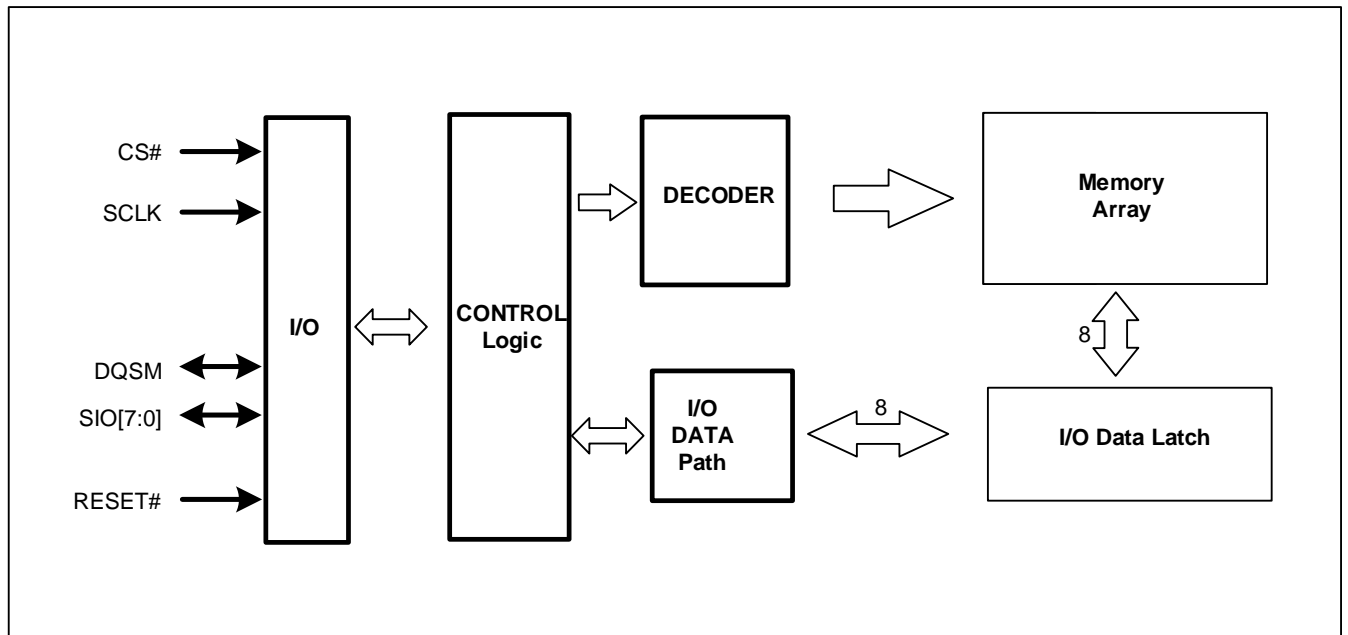 CS#
SCLK
DQSM
SIO[7:0]
RESET#
I/O
CONTROL
Logic
DECODER
I/O
DATA
Path
8
Memory
Array
8
I/O Data Latch